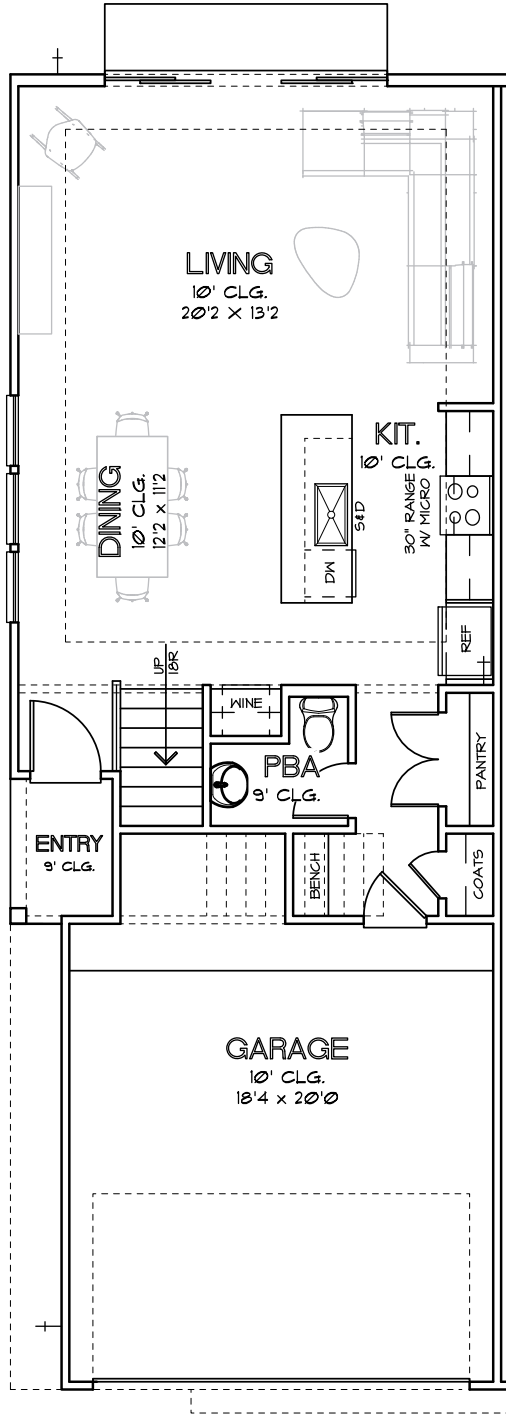 LIVING
10' CLG.
20'2 X 13'2
KIT.
10' CLG.
30" RANGE
W/ MICRO
DINING
10' CLG.
12'2 x 11'2
S&D
DW
REF
UP
18R
WINE
PBA
9' CLG.
PANTRY
ENTRY
9' CLG.
BENCH
COATS
GARAGE
10' CLG.
18'4 x 20'0